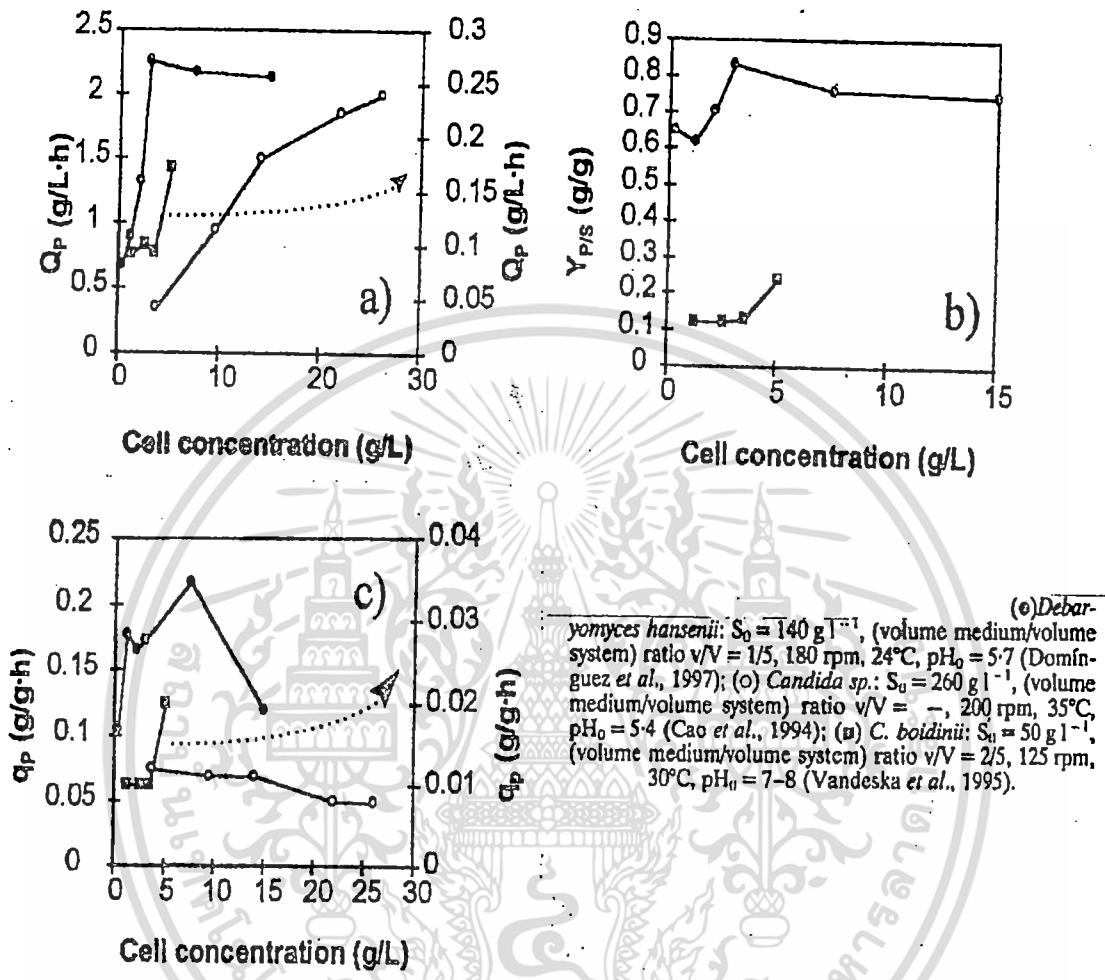 2.5
2
1.5
1
0.5
0
Q_P (g/L·h)
0.3
0.25
0.2
0.15
0.1
0.05
0
Q_P (g/L·h)
a)
0 10 20 30
Cell concentration (g/L)
0.9
0.8
0.7
0.6
0.5
0.4
0.3
0.2
0.1
0
Y_P/S (g/g)
b)
5 10 15
Cell concentration (g/L)
0.25
0.2
0.15
0.1
0.05
0
q_P (g/g·h)
0.04
0.03
0.02
0.01
0
q_P (g/g·h)
c)
0 5 10 15 20 25 30
Cell concentration (g/L)
(●) Debar-
yomyces hansenii: S₀ = 140 g l⁻¹, (volume medium/volume
system) ratio v/V = 1/5, 180 rpm, 24°C, pH₀ = 5·7 (Domín-
guez et al., 1997); (○) Candida sp.: S₀ = 260 g l⁻¹, (volume
medium/volume system) ratio v/V = –, 200 rpm, 35°C,
pH₀ = 5·4 (Cao et al., 1994); (■) C. boidinii: S₀ = 50 g l⁻¹,
(volume medium/volume system) ratio v/V = 2/5, 125 rpm,
30°C, pH₀ = 7–8 (Vandeska et al., 1995).